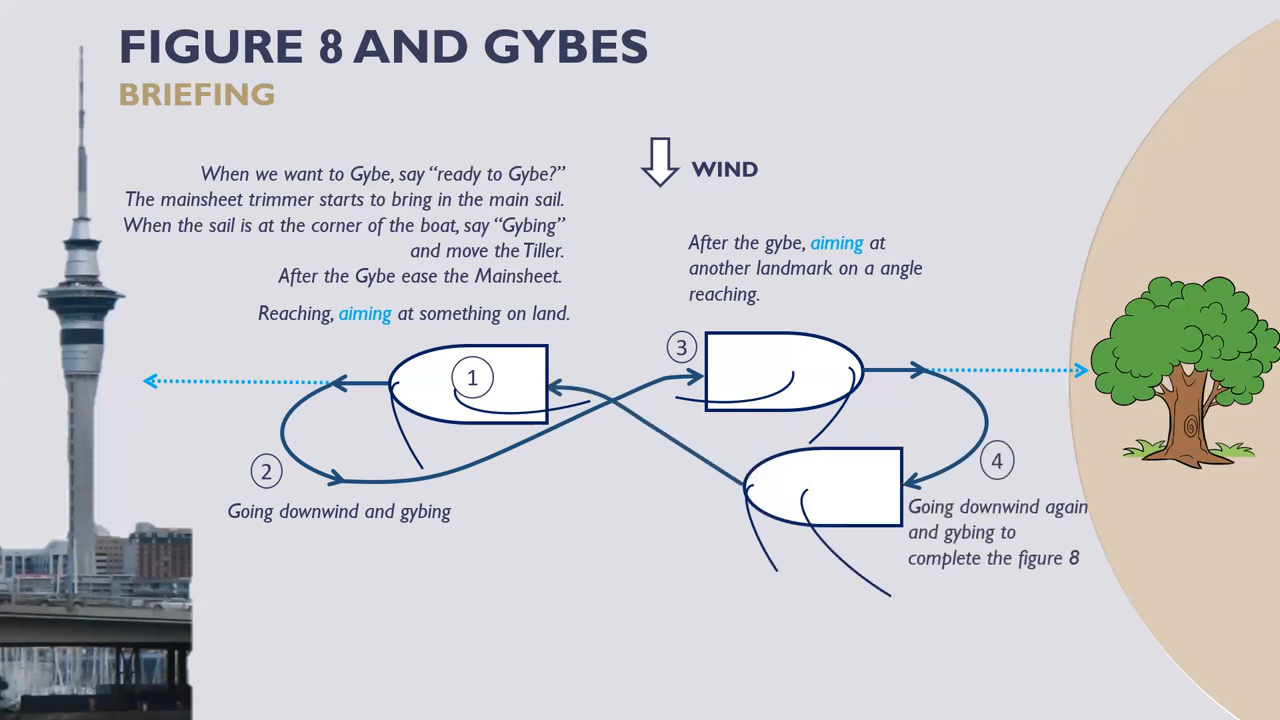 FIGURE 8 AND GYBES
BRIEFING
When we want to Gybe, say “ready to Gybe?”
The mainsheet trimmer starts to bring in the main sail.
When the sail is at the corner of the boat, say “Gybing”
and move the Tiller.
After the Gybe ease the Mainsheet.
Reaching, aiming at something on land.
WIND
After the gybe, aiming at
another landmark on a angle
reaching.
1
3
2
Going downwind and gybing
4
Going downwind again
and gybing to
complete the figure 8